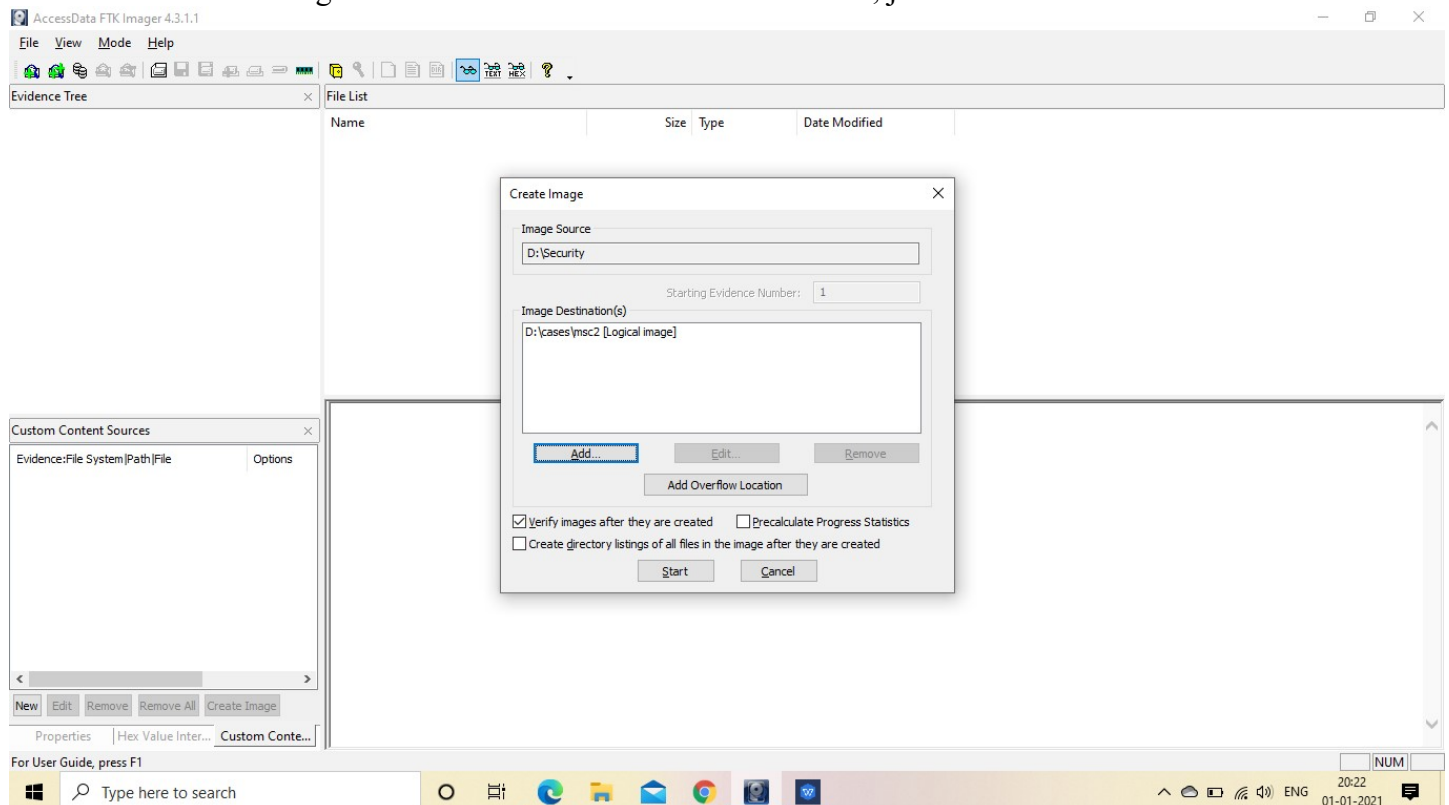 AccessData FTK Imager 4.3.1.1
File View Mode Help
TEXT HEX
Evidence Tree
File List
Name Size Type Date Modified
Create Image
Image Source
D:\Security
Starting Evidence Number: 1
Image Destination(s)
D:\cases\msc2 [Logical image]
Add... Edit... Remove
Add Overflow Location
Verify images after they are created Precalculate Progress Statistics
Create directory listings of all files in the image after they are created
Start Cancel
Custom Content Sources
Evidence:File System|Path|File Options
New Edit Remove Remove All Create Image
Properties Hex Value Inter... Custom Conte...
For User Guide, press F1
NUM
Type here to search
ENG
20:22
01-01-2021